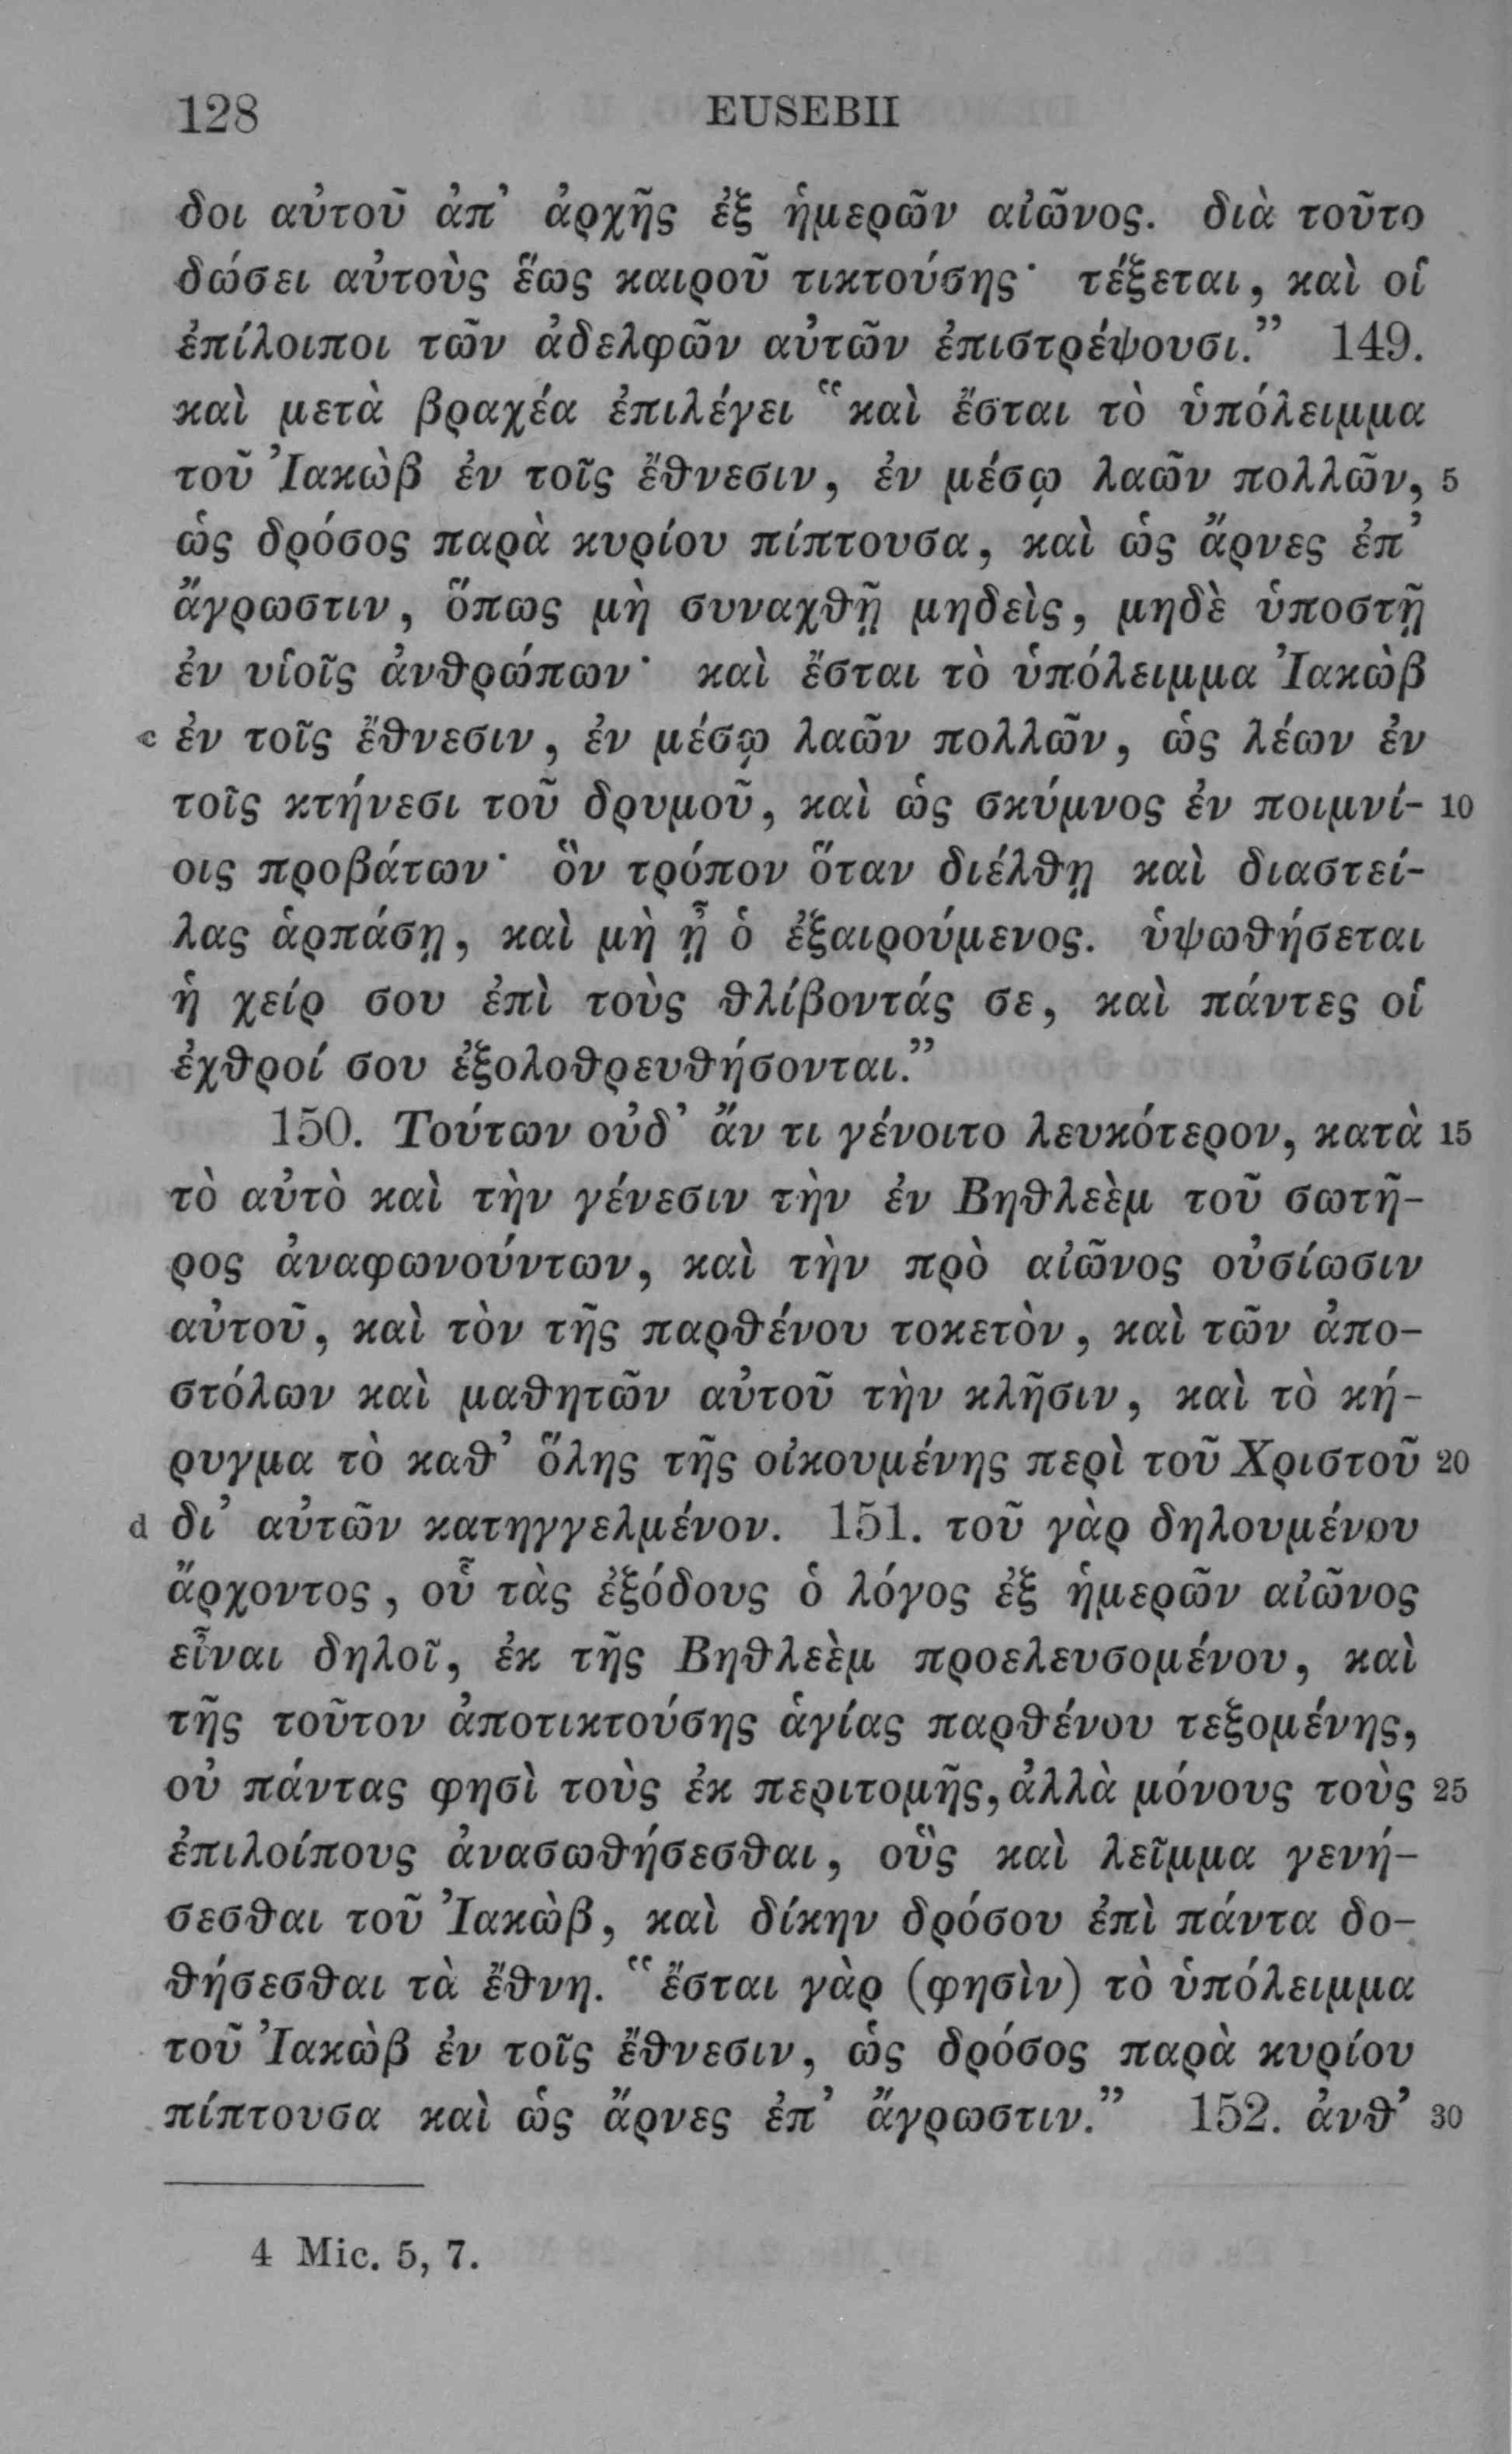 128 EUSEBII
δοι αὐτοῦ ἀπ᾽ ἀρχῆς ἐξ ἡμερῶν αἰῶνος. διὰ τοῦτο
δώσει αὐτοὺς ἕως καιροῦ τικτούσης· τέξεται, καὶ οἱ
ἐπίλοιποι τῶν ἀδελφῶν αὐτῶν ἐπιστρέψουσι.” 149.
καὶ μετὰ βραχέα ἐπιλέγει “καὶ ἔσται τὸ ὑπόλειμμα
τοῦ Ἰακὼβ ἐν τοῖς ἔθνεσιν, ἐν μέσῳ λαῶν πολλῶν, 5
ὡς δρόσος παρὰ κυρίου πίπτουσα, καὶ ὡς ἄρνες ἐπ᾽
ἄγρωστιν, ὅπως μὴ συναχθῇ μηδεὶς, μηδὲ ὑποστῇ
ἐν υἱοῖς ἀνθρώπων· καὶ ἔσται τὸ ὑπόλειμμα Ἰακὼβ
c ἐν τοῖς ἔθνεσιν, ἐν μέσῳ λαῶν πολλῶν, ὡς λέων ἐν
τοῖς κτήνεσι τοῦ δρυμοῦ, καὶ ὡς σκύμνος ἐν ποιμνί- 10
οις προβάτων· ὃν τρόπον ὅταν διέλθῃ καὶ διαστεί-
λας ἁρπάσῃ, καὶ μὴ ᾖ ὁ ἐξαιρούμενος. ὑψωθήσεται
ἡ χείρ σου ἐπὶ τοὺς θλίβοντάς σε, καὶ πάντες οἱ
ἐχθροί σου ἐξολοθρευθήσονται.”
150. Τούτων οὐδ᾽ ἄν τι γένοιτο λευκότερον, κατὰ 15
τὸ αὐτὸ καὶ τὴν γένεσιν τὴν ἐν Βηθλεὲμ τοῦ σωτῆ-
ρος ἀναφωνούντων, καὶ τὴν πρὸ αἰῶνος οὐσίωσιν
αὐτοῦ, καὶ τὸν τῆς παρθένου τοκετὸν, καὶ τῶν ἀπο-
στόλων καὶ μαθητῶν αὐτοῦ τὴν κλῆσιν, καὶ τὸ κή-
ρυγμα τὸ καθ᾽ ὅλης τῆς οἰκουμένης περὶ τοῦ Χριστοῦ 20
d δι᾽ αὐτῶν κατηγγελμένον. 151. τοῦ γὰρ δηλουμένου
ἄρχοντος, οὗ τὰς ἐξόδους ὁ λόγος ἐξ ἡμερῶν αἰῶνος
εἶναι δηλοῖ, ἐκ τῆς Βηθλεὲμ προελευσομένου, καὶ
τῆς τοῦτον ἀποτικτούσης ἁγίας παρθένου τεξομένης,
οὐ πάντας φησὶ τοὺς ἐκ περιτομῆς, ἀλλὰ μόνους τοὺς 25
ἐπιλοίπους ἀνασωθήσεσθαι, οὓς καὶ λεῖμμα γενή-
σεσθαι τοῦ Ἰακὼβ, καὶ δίκην δρόσου ἐπὶ πάντα δο-
θήσεσθαι τὰ ἔθνη. “ἔσται γὰρ (φησὶν) τὸ ὑπόλειμμα
τοῦ Ἰακὼβ ἐν τοῖς ἔθνεσιν, ὡς δρόσος παρὰ κυρίου
πίπτουσα καὶ ὡς ἄρνες ἐπ᾽ ἄγρωστιν.” 152. ἀνθ᾽ 30
4 Mic. 5, 7.